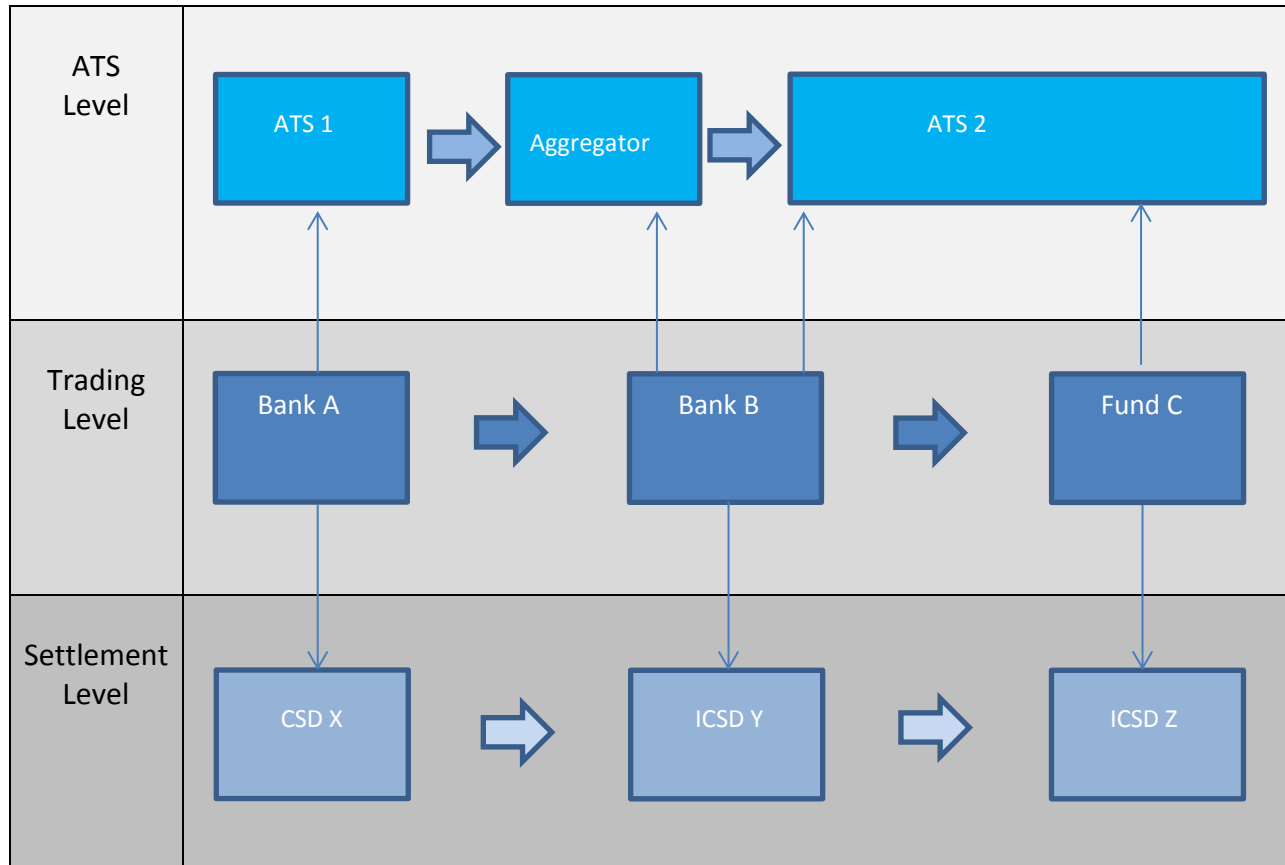 ATS
Level
ATS 1
Aggregator
ATS 2
Trading
Level
Bank A
Bank B
Fund C
Settlement
Level
CSD X
ICSD Y
ICSD Z